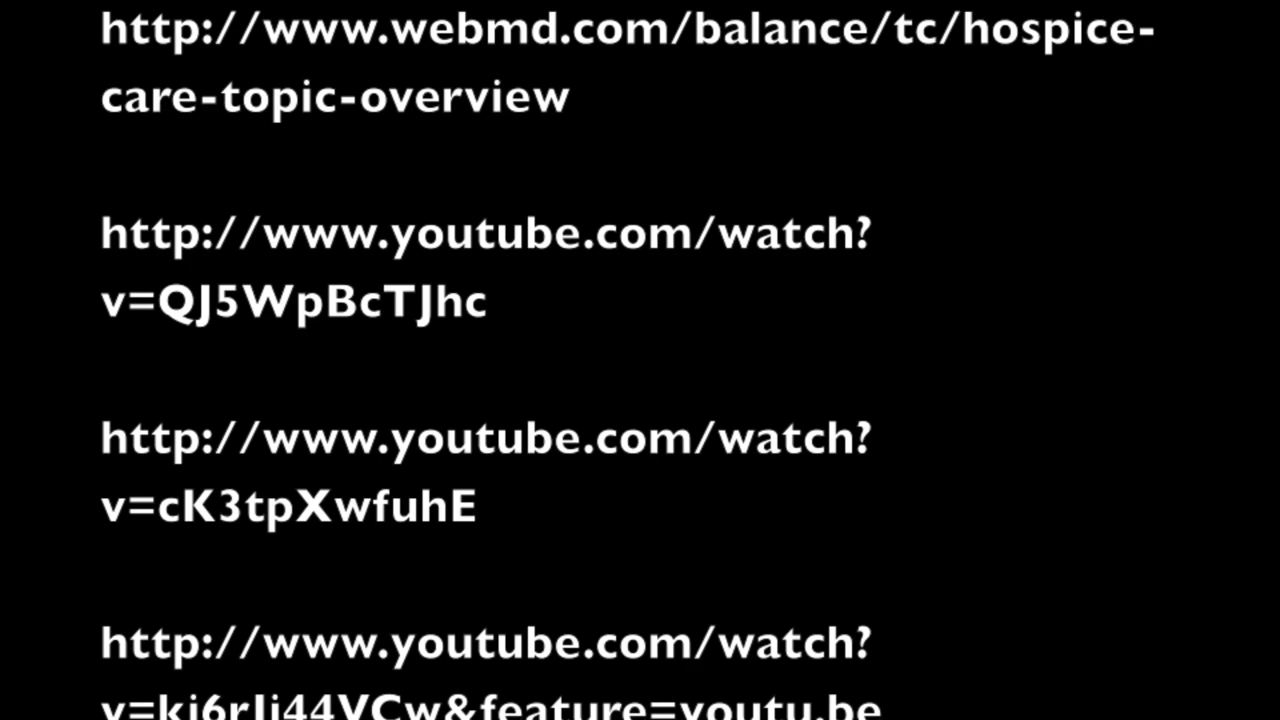 http://www.webmd.com/balance/tc/hospice-
care-topic-overview
http://www.youtube.com/watch?
v=QJ5WpBcTJhc
http://www.youtube.com/watch?
v=cK3tpXwfuhE
http://www.youtube.com/watch?